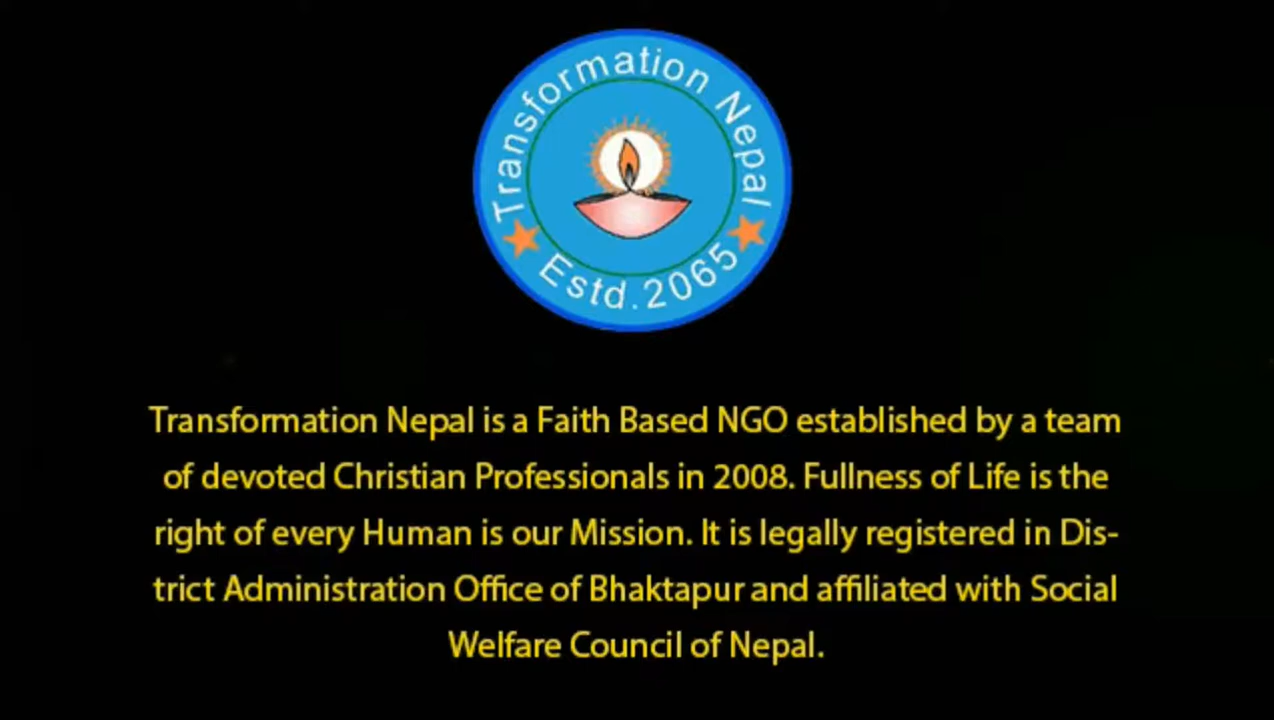 Transformation Nepal
Estd.2065
Transformation Nepal is a Faith Based NGO established by a team
of devoted Christian Professionals in 2008. Fullness of Life is the
right of every Human is our Mission. It is legally registered in Dis-
trict Administration Office of Bhaktapur and affiliated with Social
Welfare Council of Nepal.